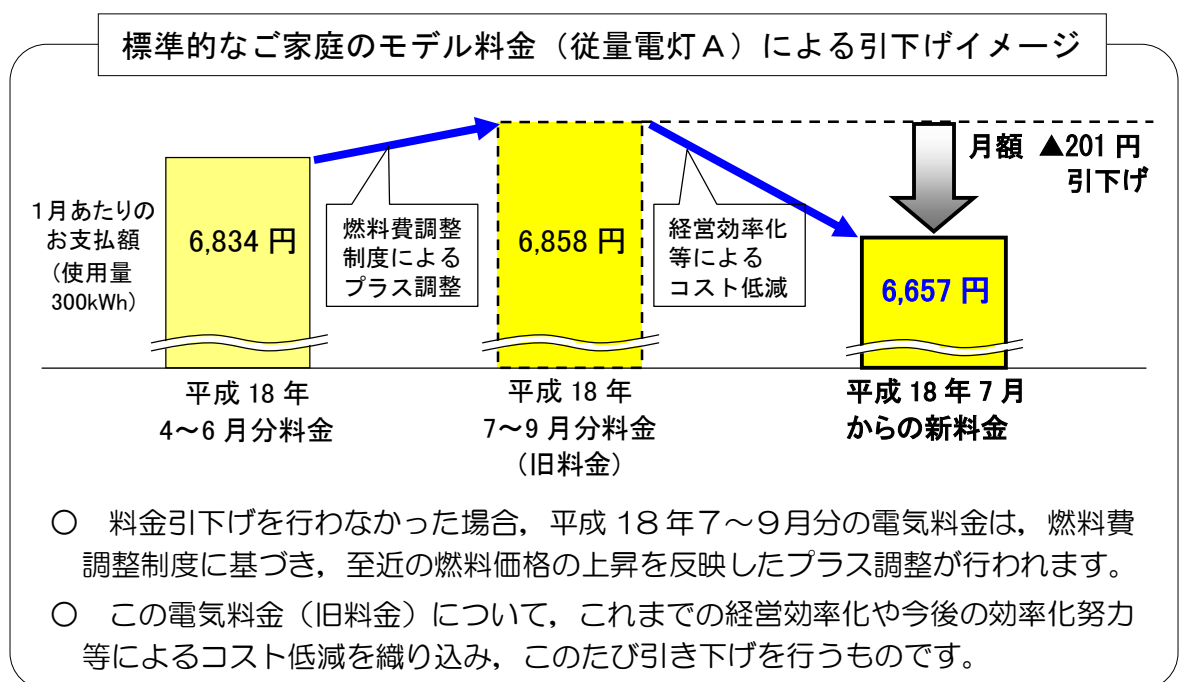 標準的なご家庭のモデル料金（従量電灯Ａ）による引下げイメージ
月額 ▲201 円
引下げ
１月あたりの
お支払額
（使用量
300kWh）
6,834 円
燃料費調整
制度による
プラス調整
6,858 円
経営効率化
等による
コスト低減
6,657 円
平成 18 年
4～6 月分料金
平成 18 年
7～9 月分料金
（旧料金）
平成 18 年 7 月
からの新料金
○　料金引下げを行わなかった場合，平成 18 年７～９月分の電気料金は，燃料費
調整制度に基づき，至近の燃料価格の上昇を反映したプラス調整が行われます。
○　この電気料金（旧料金）について，これまでの経営効率化や今後の効率化努力
等によるコスト低減を織り込み，このたび引き下げを行うものです。